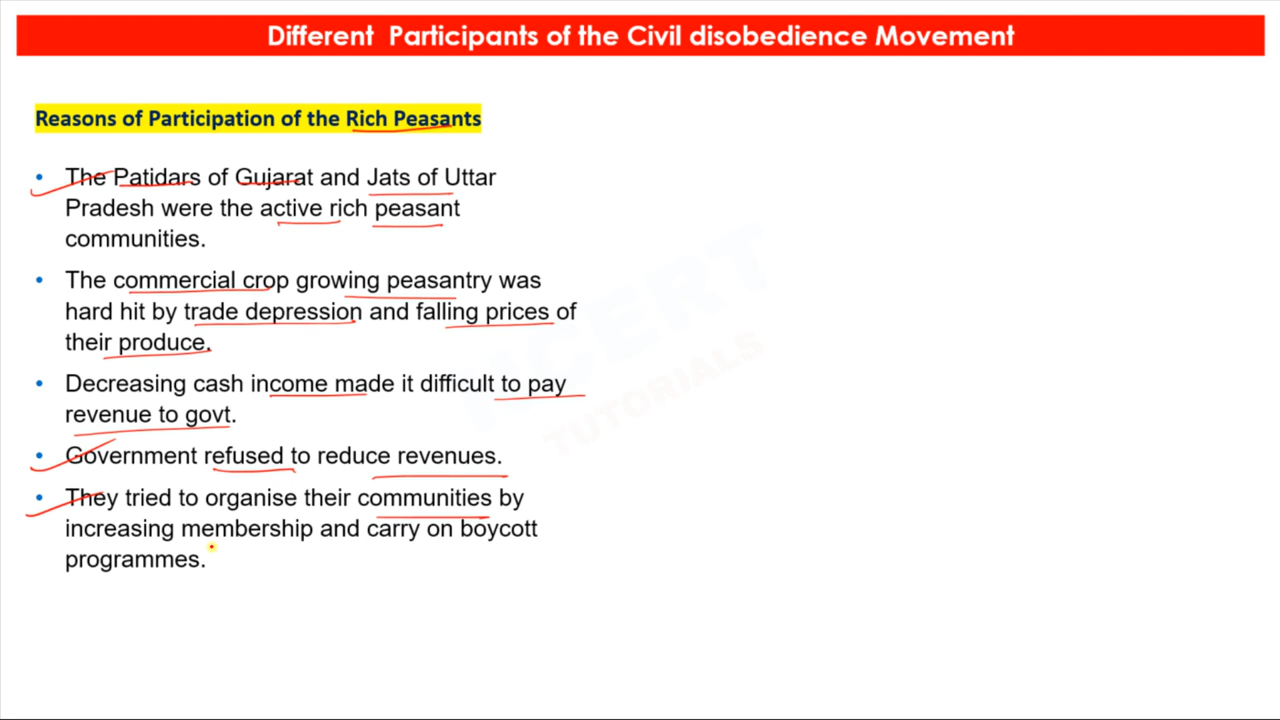 Different Participants of the Civil disobedience Movement
Reasons of Participation of the Rich Peasants
• The Patidars of Gujarat and Jats of Uttar
Pradesh were the active rich peasant
communities.
• The commercial crop growing peasantry was
hard hit by trade depression and falling prices of
their produce.
• Decreasing cash income made it difficult to pay
revenue to govt.
• Government refused to reduce revenues.
• They tried to organise their communities by
increasing membership and carry on boycott
programmes.
NCERT
TUTORIALS